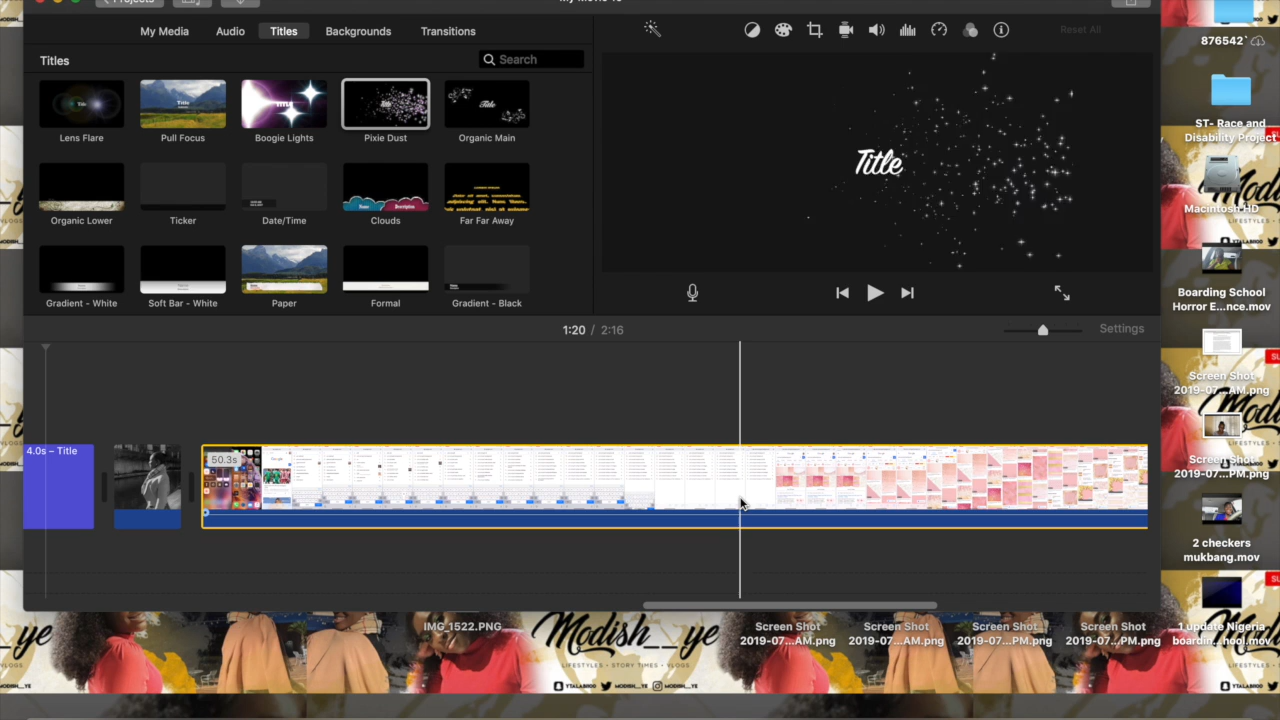 Projects
My Media
Audio
Titles
Backgrounds
Transitions
Reset All
Titles
Search
Lens Flare
Pull Focus
Boogie Lights
Pixie Dust
Organic Main
Organic Lower
Ticker
Date/Time
Clouds
Far Far Away
Gradient - White
Soft Bar - White
Paper
Formal
Gradient - Black
Title
1:20 / 2:16
Settings
4.0s – Title
50.3s
876542`
ST- Race and
Disability Project
Macintosh HD
Boarding School
Horror E...nce.mov
Screen Shot
2019-07...AM.png
Screen Shot
2019-07...PM.png
2 checkers
mukbang.mov
1 update Nigeria
boardin...hool.mov
IMG_1522.PNG
Screen Shot
2019-07...AM.png
Screen Shot
2019-07...AM.png
Screen Shot
2019-07...PM.png
Screen Shot
2019-07...PM.png
Modish__ye
LIFESTYLES • STORY TIMES • VLOGS
YTALABI100
MODISH__YE
MODISH__YE